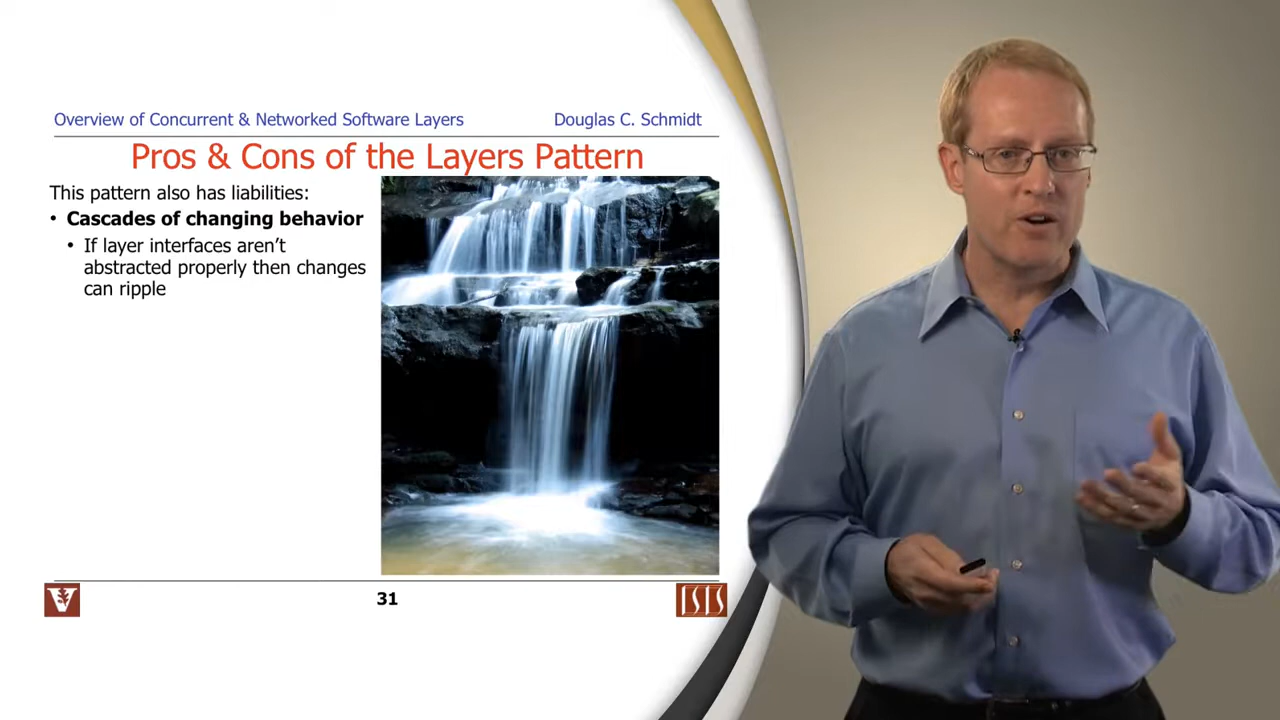 Overview of Concurrent & Networked Software Layers
Douglas C. Schmidt
Pros & Cons of the Layers Pattern
This pattern also has liabilities:
• Cascades of changing behavior
• If layer interfaces aren’t
abstracted properly then changes
can ripple
V
31
ISIS